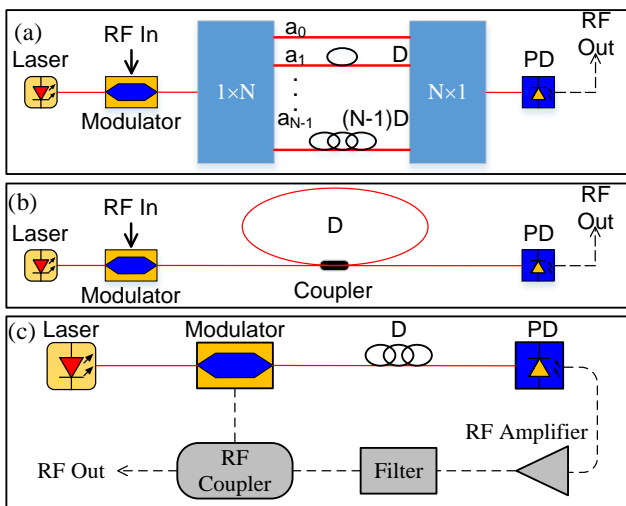 (a)
RF In
a₀
RF
Out
Laser
a₁
D
PD
1×N
N×1
Modulator
a_{N-1}
(N-1)D
(b)
RF In
RF
Out
Laser
D
PD
Modulator
Coupler
(c)
Laser
Modulator
D
PD
RF Amplifier
RF Out
RF
Coupler
Filter